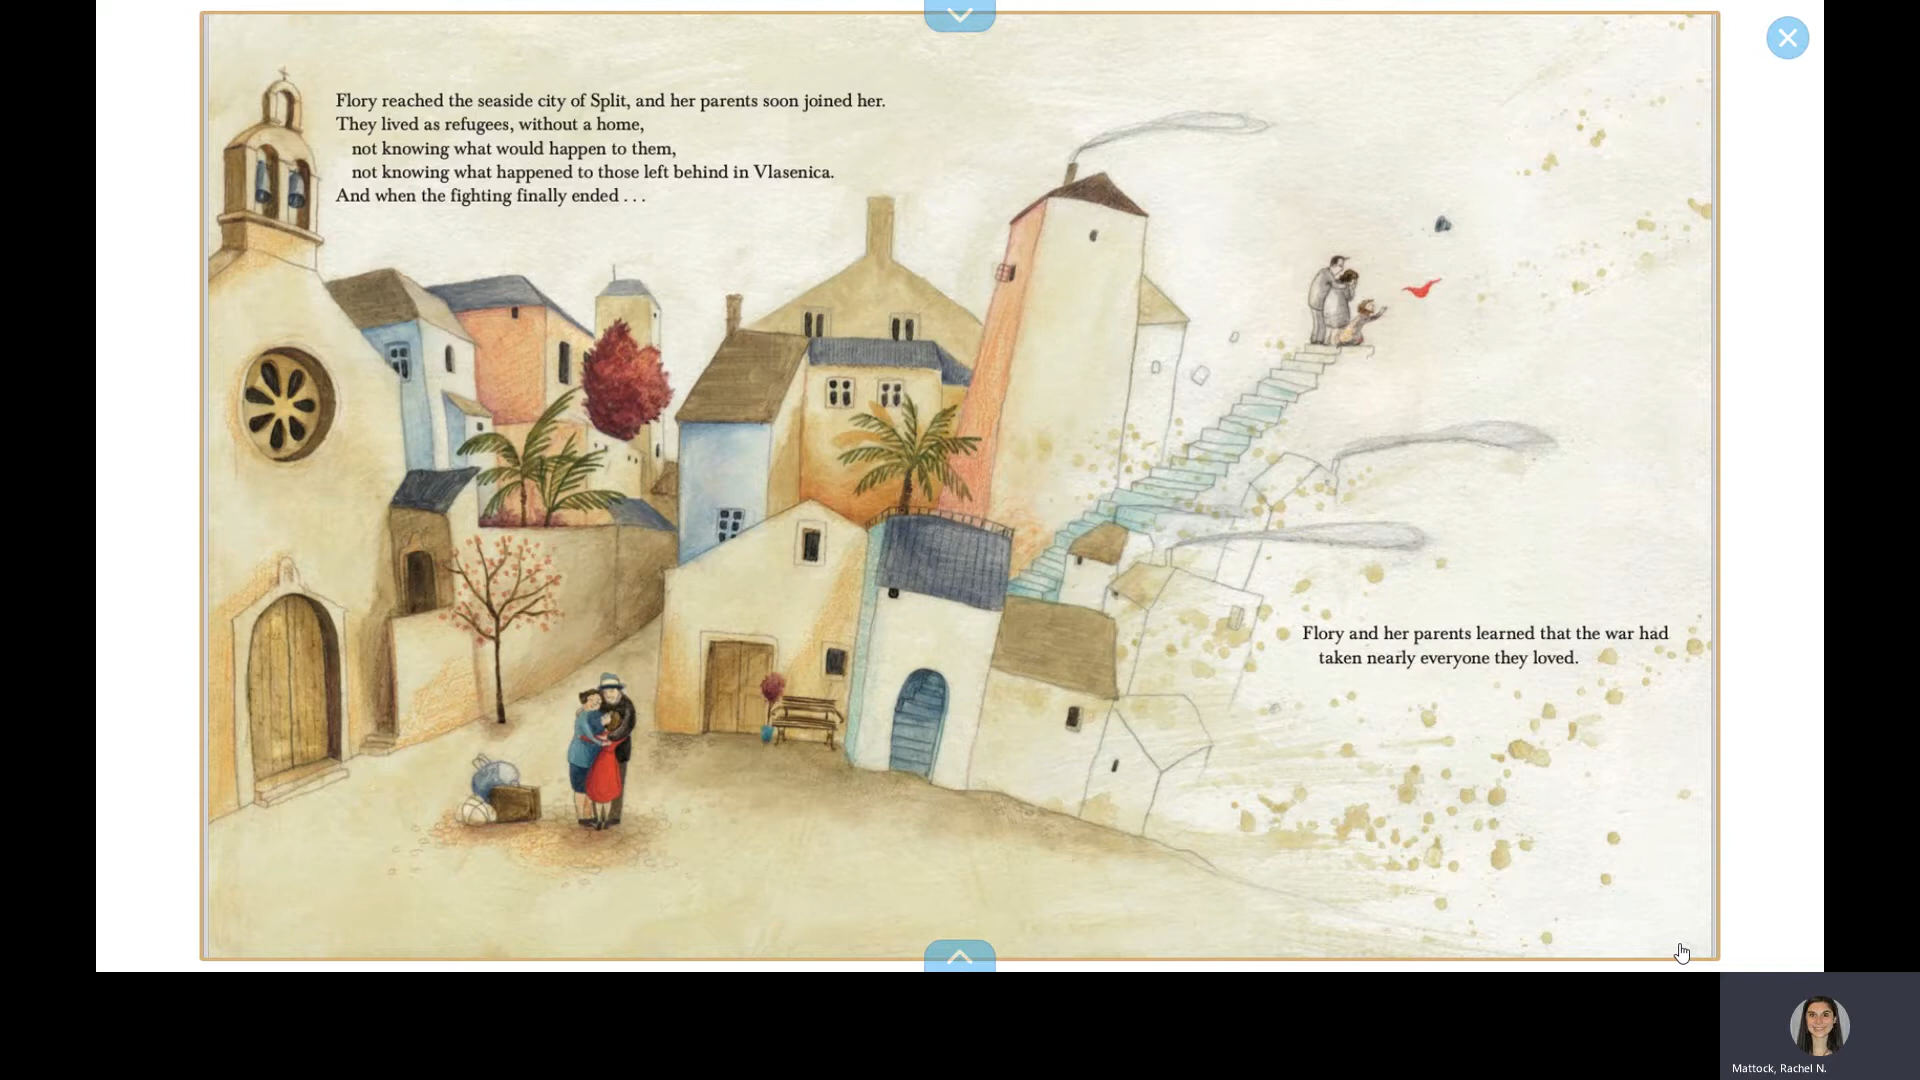 Flory reached the seaside city of Split, and her parents soon joined her.
They lived as refugees, without a home,
not knowing what would happen to them,
not knowing what happened to those left behind in Vlasenica.
And when the fighting finally ended . . .
Flory and her parents learned that the war had
taken nearly everyone they loved.
Mattock, Rachel N.